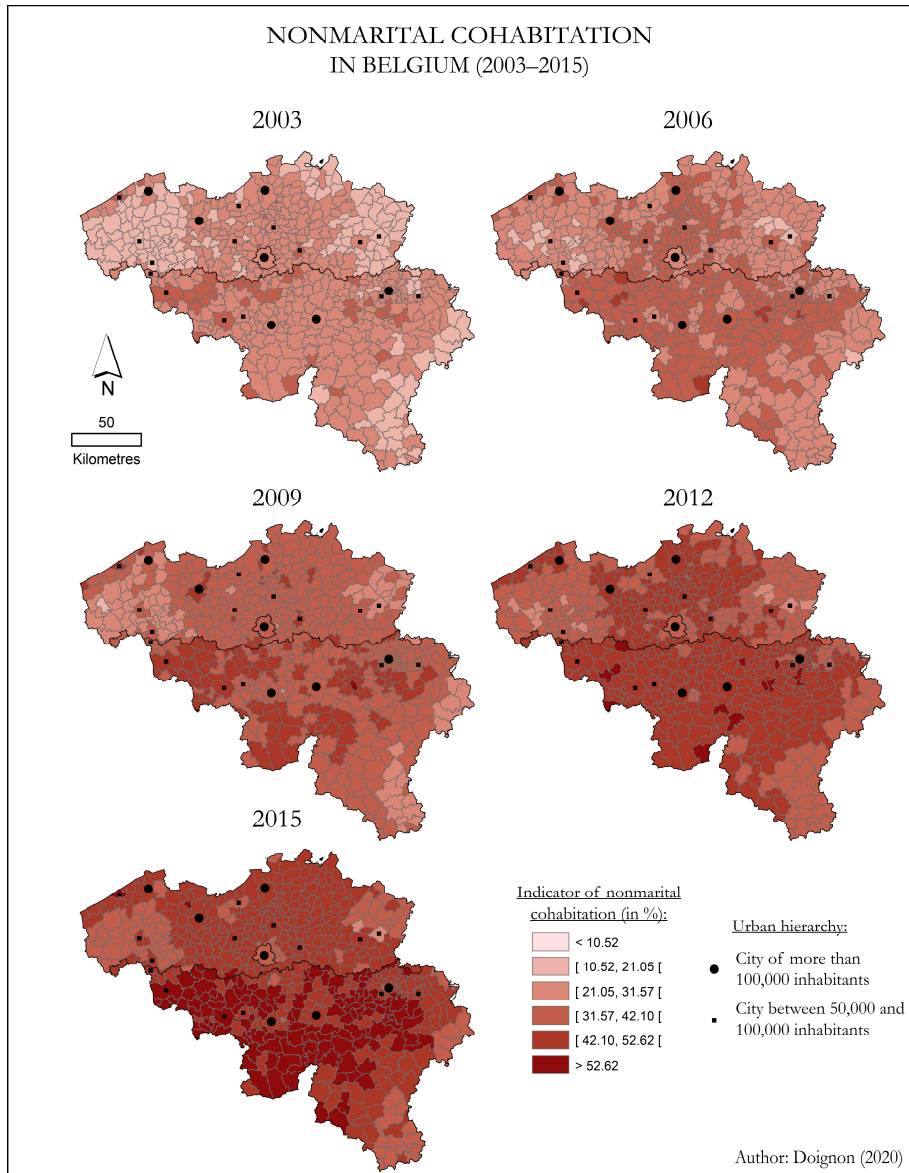 NONMARITAL COHABITATION
IN BELGIUM (2003–2015)
2003
2006
N
50
Kilometres
2009
2012
2015
Indicator of nonmarital
cohabitation (in %):
< 10.52
[ 10.52, 21.05 [
[ 21.05, 31.57 [
[ 31.57, 42.10 [
[ 42.10, 52.62 [
> 52.62
Urban hierarchy:
City of more than
100,000 inhabitants
City between 50,000 and
100,000 inhabitants
Author: Doignon (2020)